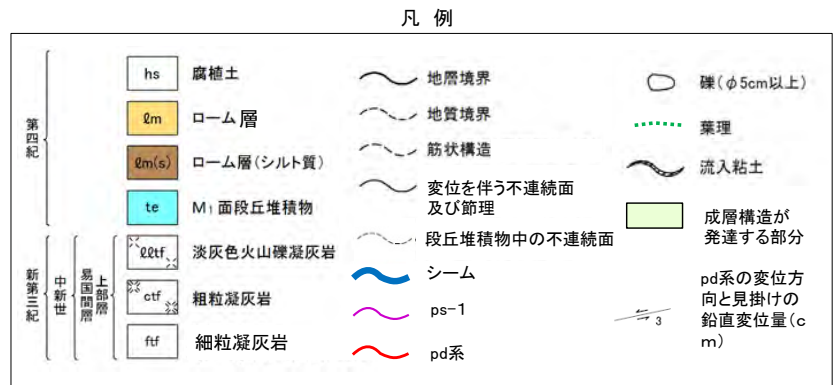 凡 例
第四紀
hs 腐植土
ℓm ローム層
ℓm(s) ローム層(シルト質)
te M₁面段丘堆積物
新第三紀
中新世
易国間層
上部層
ℓℓtf 淡灰色火山礫凝灰岩
ctf 粗粒凝灰岩
ftf 細粒凝灰岩
地層境界
地質境界
筋状構造
変位を伴う不連続面
及び節理
段丘堆積物中の不連続面
シーム
ps-1
pd系
礫(φ5cm以上)
葉理
流入粘土
成層構造が
発達する部分
3
pd系の変位方
向と見掛けの
鉛直変位量(c
m)